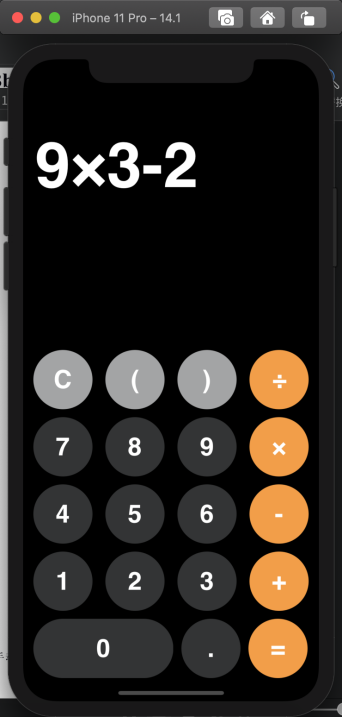 iPhone 11 Pro – 14.1
9×3-2
C ( ) ÷
7 8 9 ×
4 5 6 -
1 2 3 +
0 . =